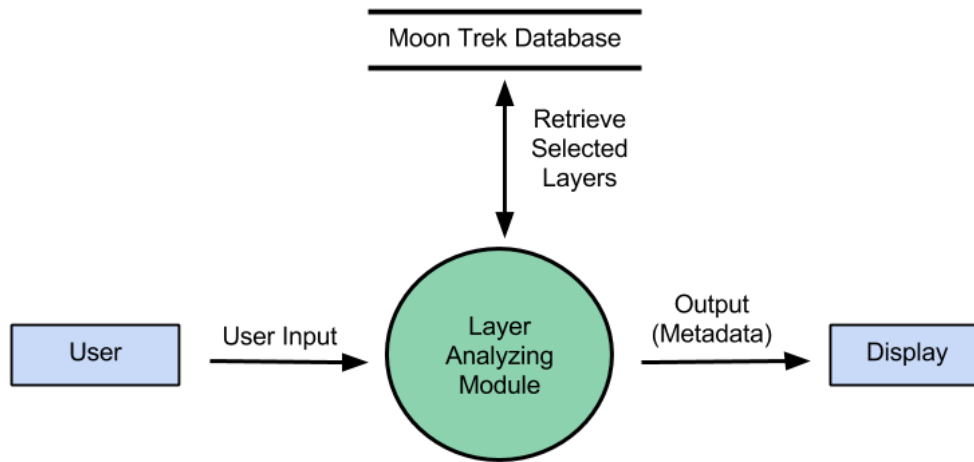 Moon Trek Database
Retrieve
Selected
Layers
User
User Input
Layer
Analyzing
Module
Output
(Metadata)
Display